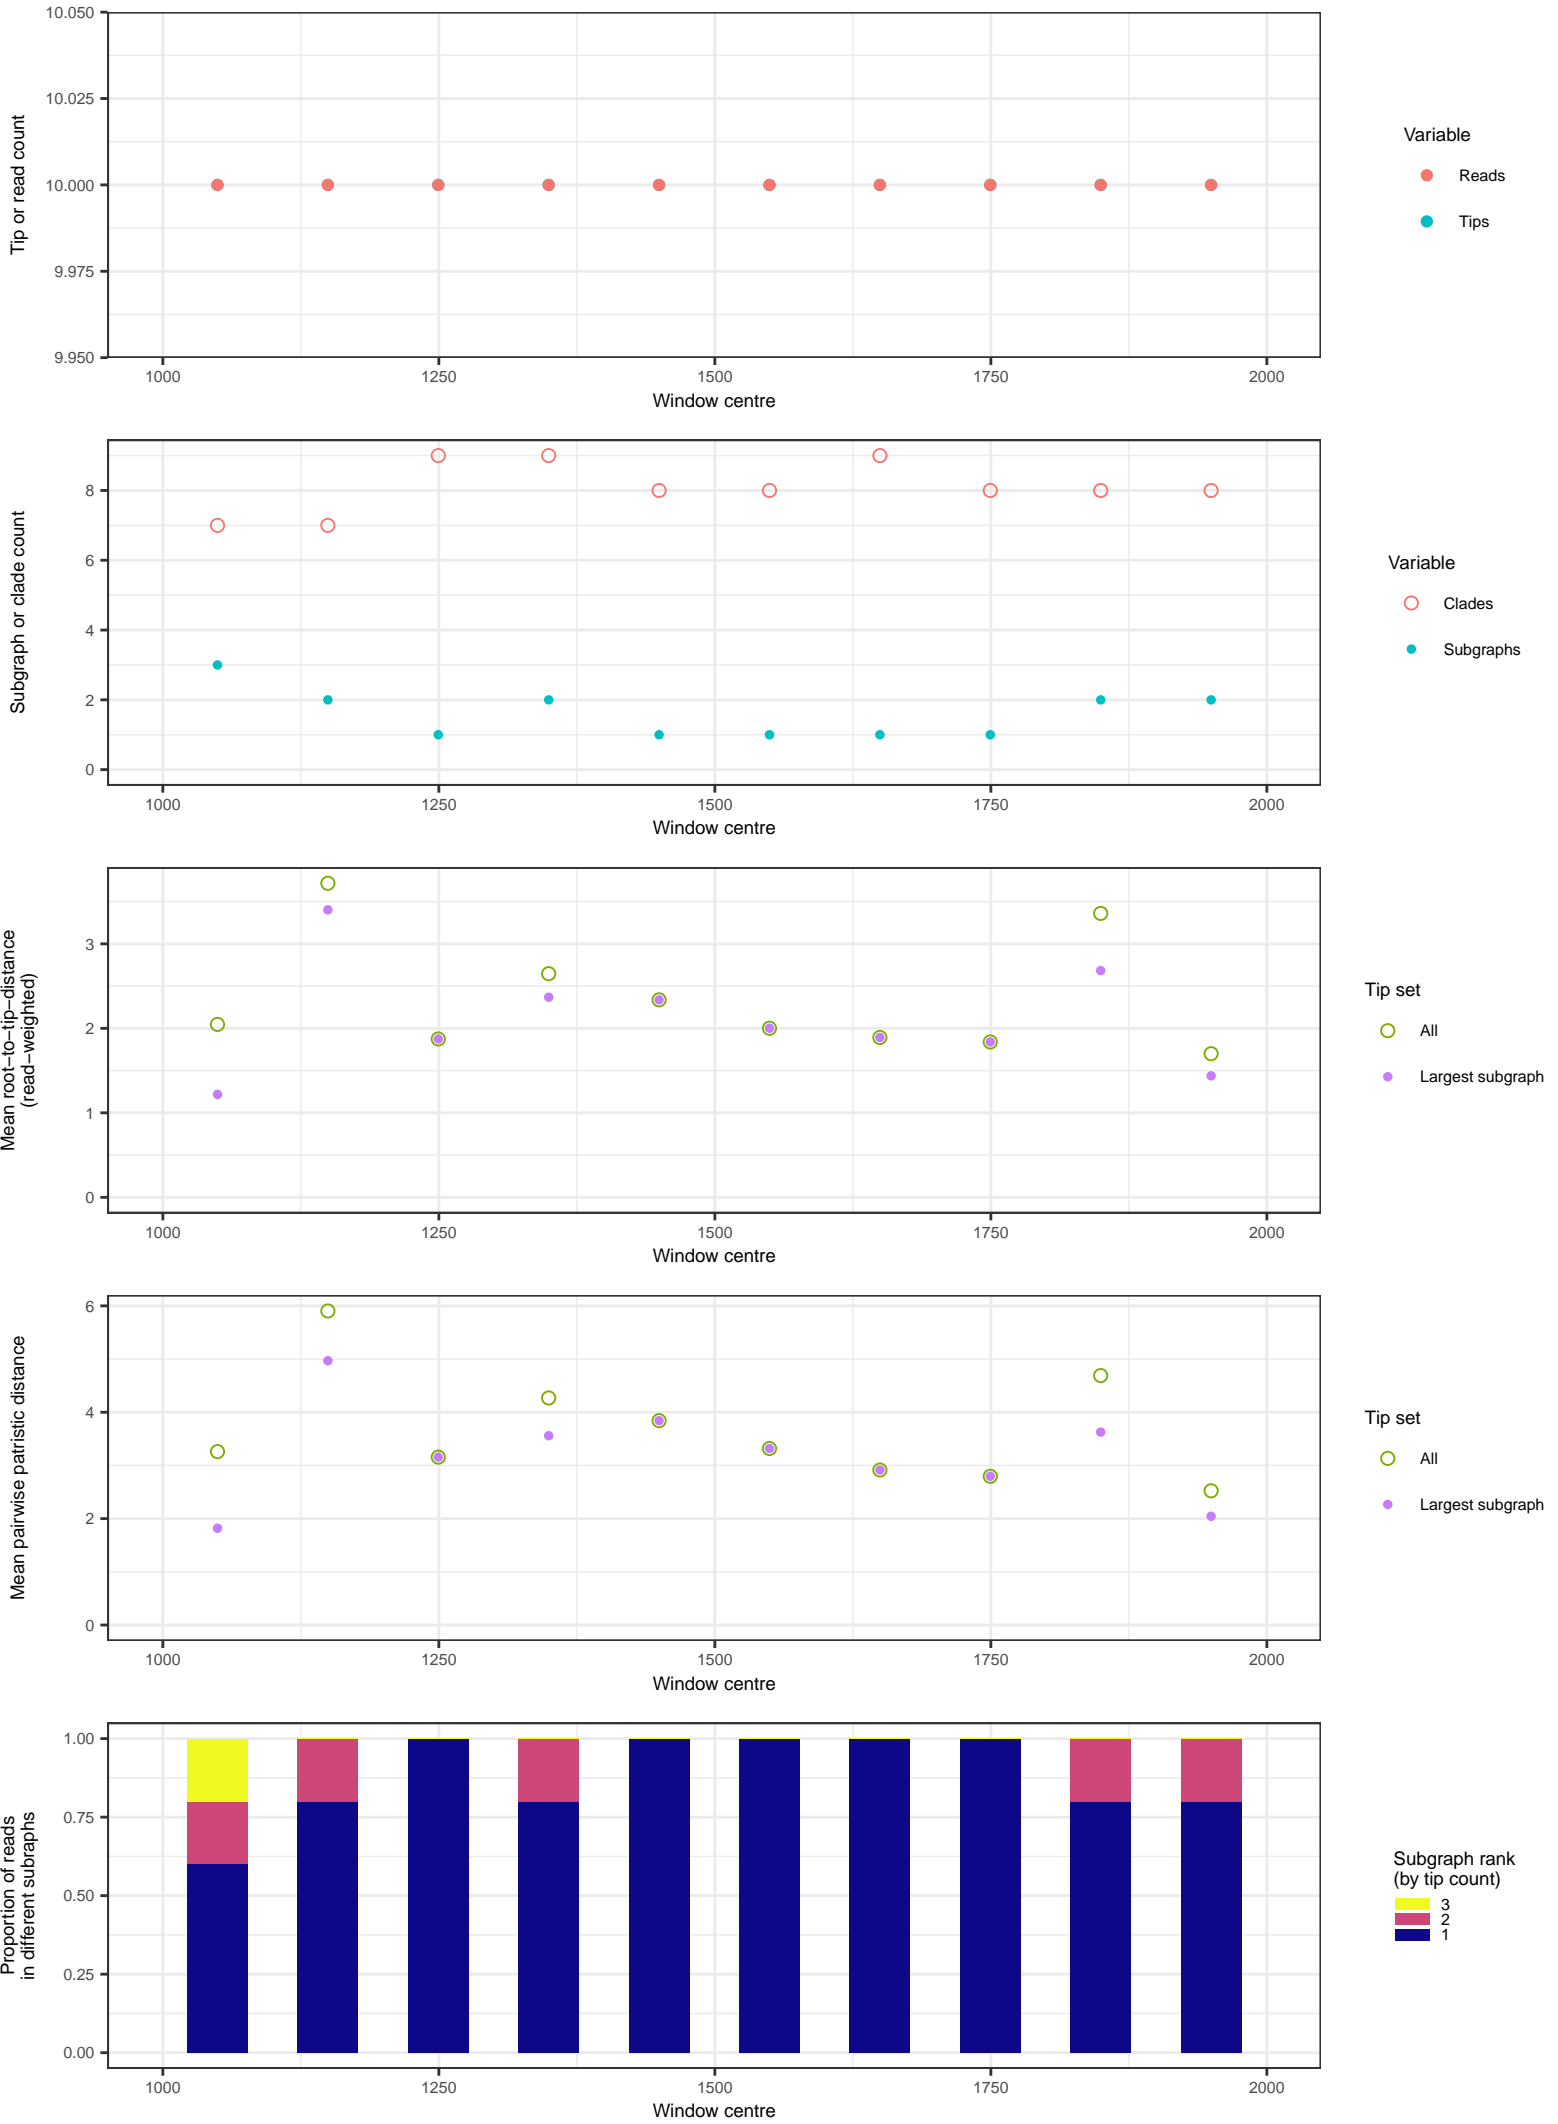 10.050
10.025
10.000
9.975
9.950
Tip or read count
1000 1250 1500 1750 2000
Window centre
Variable
Reads
Tips
8
6
4
2
0
Subgraph or clade count
1000 1250 1500 1750 2000
Window centre
Variable
Clades
Subgraphs
3
2
1
0
Mean root−to−tip−distance
(read−weighted)
1000 1250 1500 1750 2000
Window centre
Tip set
All
Largest subgraph
6
4
2
0
Mean pairwise patristic distance
1000 1250 1500 1750 2000
Window centre
Tip set
All
Largest subgraph
1.00
0.75
0.50
0.25
0.00
Proportion of reads
in different subraphs
1000 1250 1500 1750 2000
Window centre
Subgraph rank
(by tip count)
3
2
1